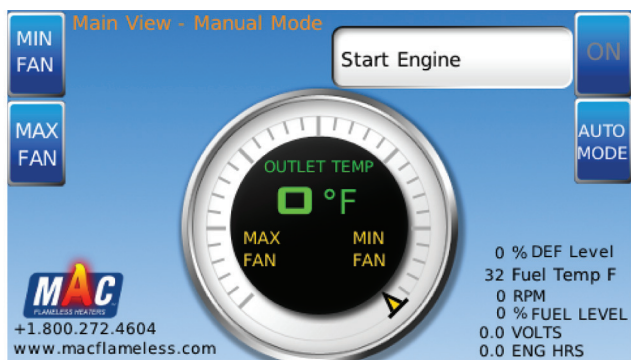 MIN
FAN
Main View - Manual Mode
Start Engine
ON
MAX
FAN
AUTO
MODE
OUTLET TEMP
0 °F
MAX
FAN
MIN
FAN
MAC
FLAMELESS HEATERS
+1.800.272.4604
www.macflameless.com
0 % DEF Level
32 Fuel Temp F
0 RPM
0 % FUEL LEVEL
0.0 VOLTS
0.0 ENG HRS